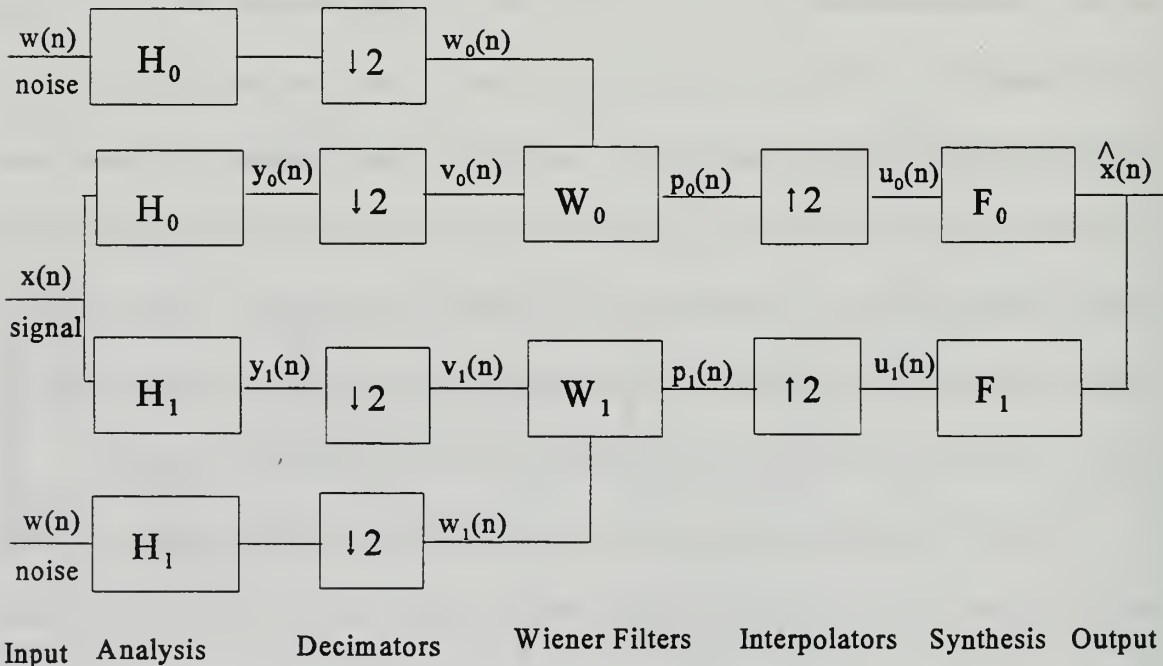 w(n)
noise
H₀
↓2
w₀(n)
x(n)
signal
H₀
y₀(n)
↓2
v₀(n)
W₀
p₀(n)
↑2
u₀(n)
F₀
x̂(n)
H₁
y₁(n)
↓2
v₁(n)
W₁
p₁(n)
↑2
u₁(n)
F₁
w(n)
noise
H₁
↓2
w₁(n)
Input Analysis Decimators Wiener Filters Interpolators Synthesis Output